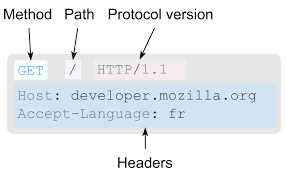 Method Path Protocol version
GET / HTTP/1.1
Host: developer.mozilla.org
Accept-Language: fr
Headers